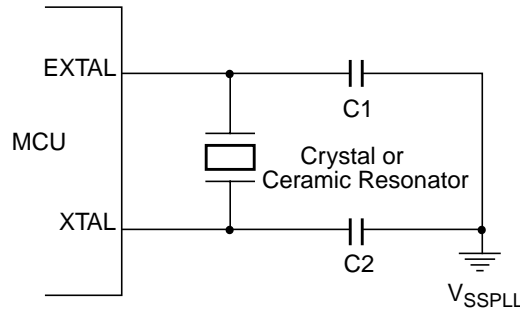 EXTAL
C1
MCU
Crystal or
Ceramic Resonator
XTAL
C2
VSSPLL